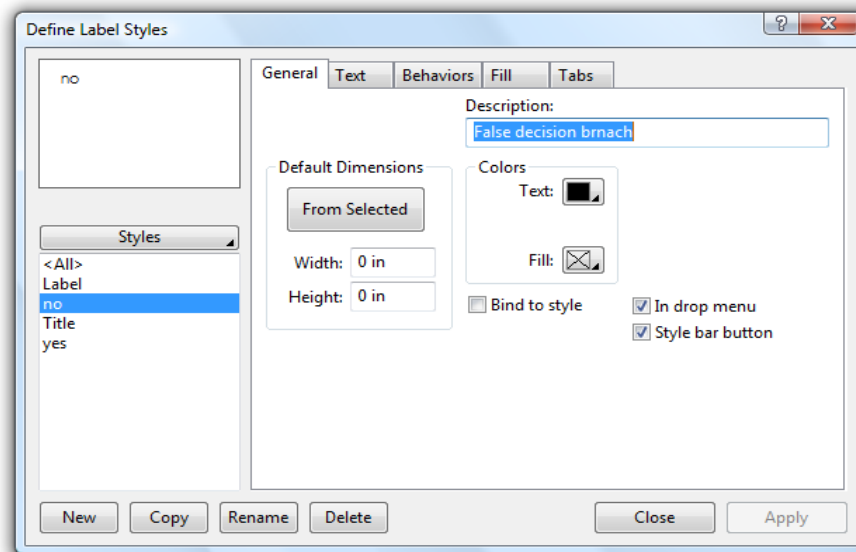 Define Label Styles
no
General Text Behaviors Fill Tabs
Description:
False decision brnach
Default Dimensions
From Selected
Width: 0 in
Height: 0 in
Colors
Text:
Fill:
Bind to style
In drop menu
Style bar button
Styles
<All>
Label
no
Title
yes
New Copy Rename Delete Close Apply